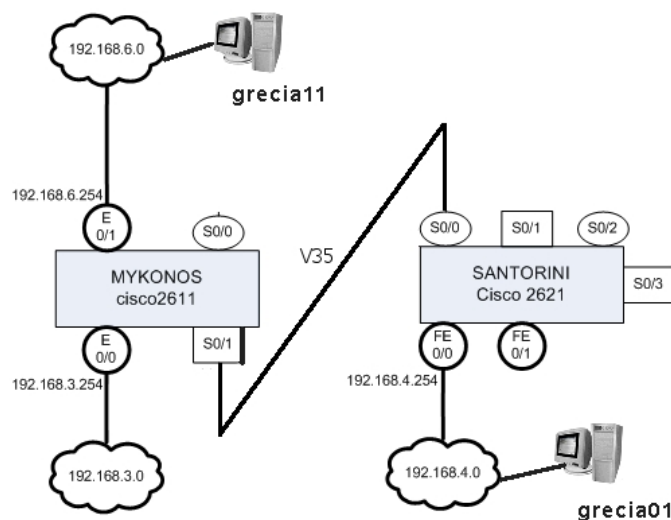 192.168.6.0
grecia11
192.168.6.254
E
0/1
S0/0
MYKONOS
cisco2611
E
0/0
S0/1
192.168.3.254
192.168.3.0
V35
S0/0
S0/1
S0/2
SANTORINI
Cisco 2621
S0/3
FE
0/0
FE
0/1
192.168.4.254
192.168.4.0
grecia01